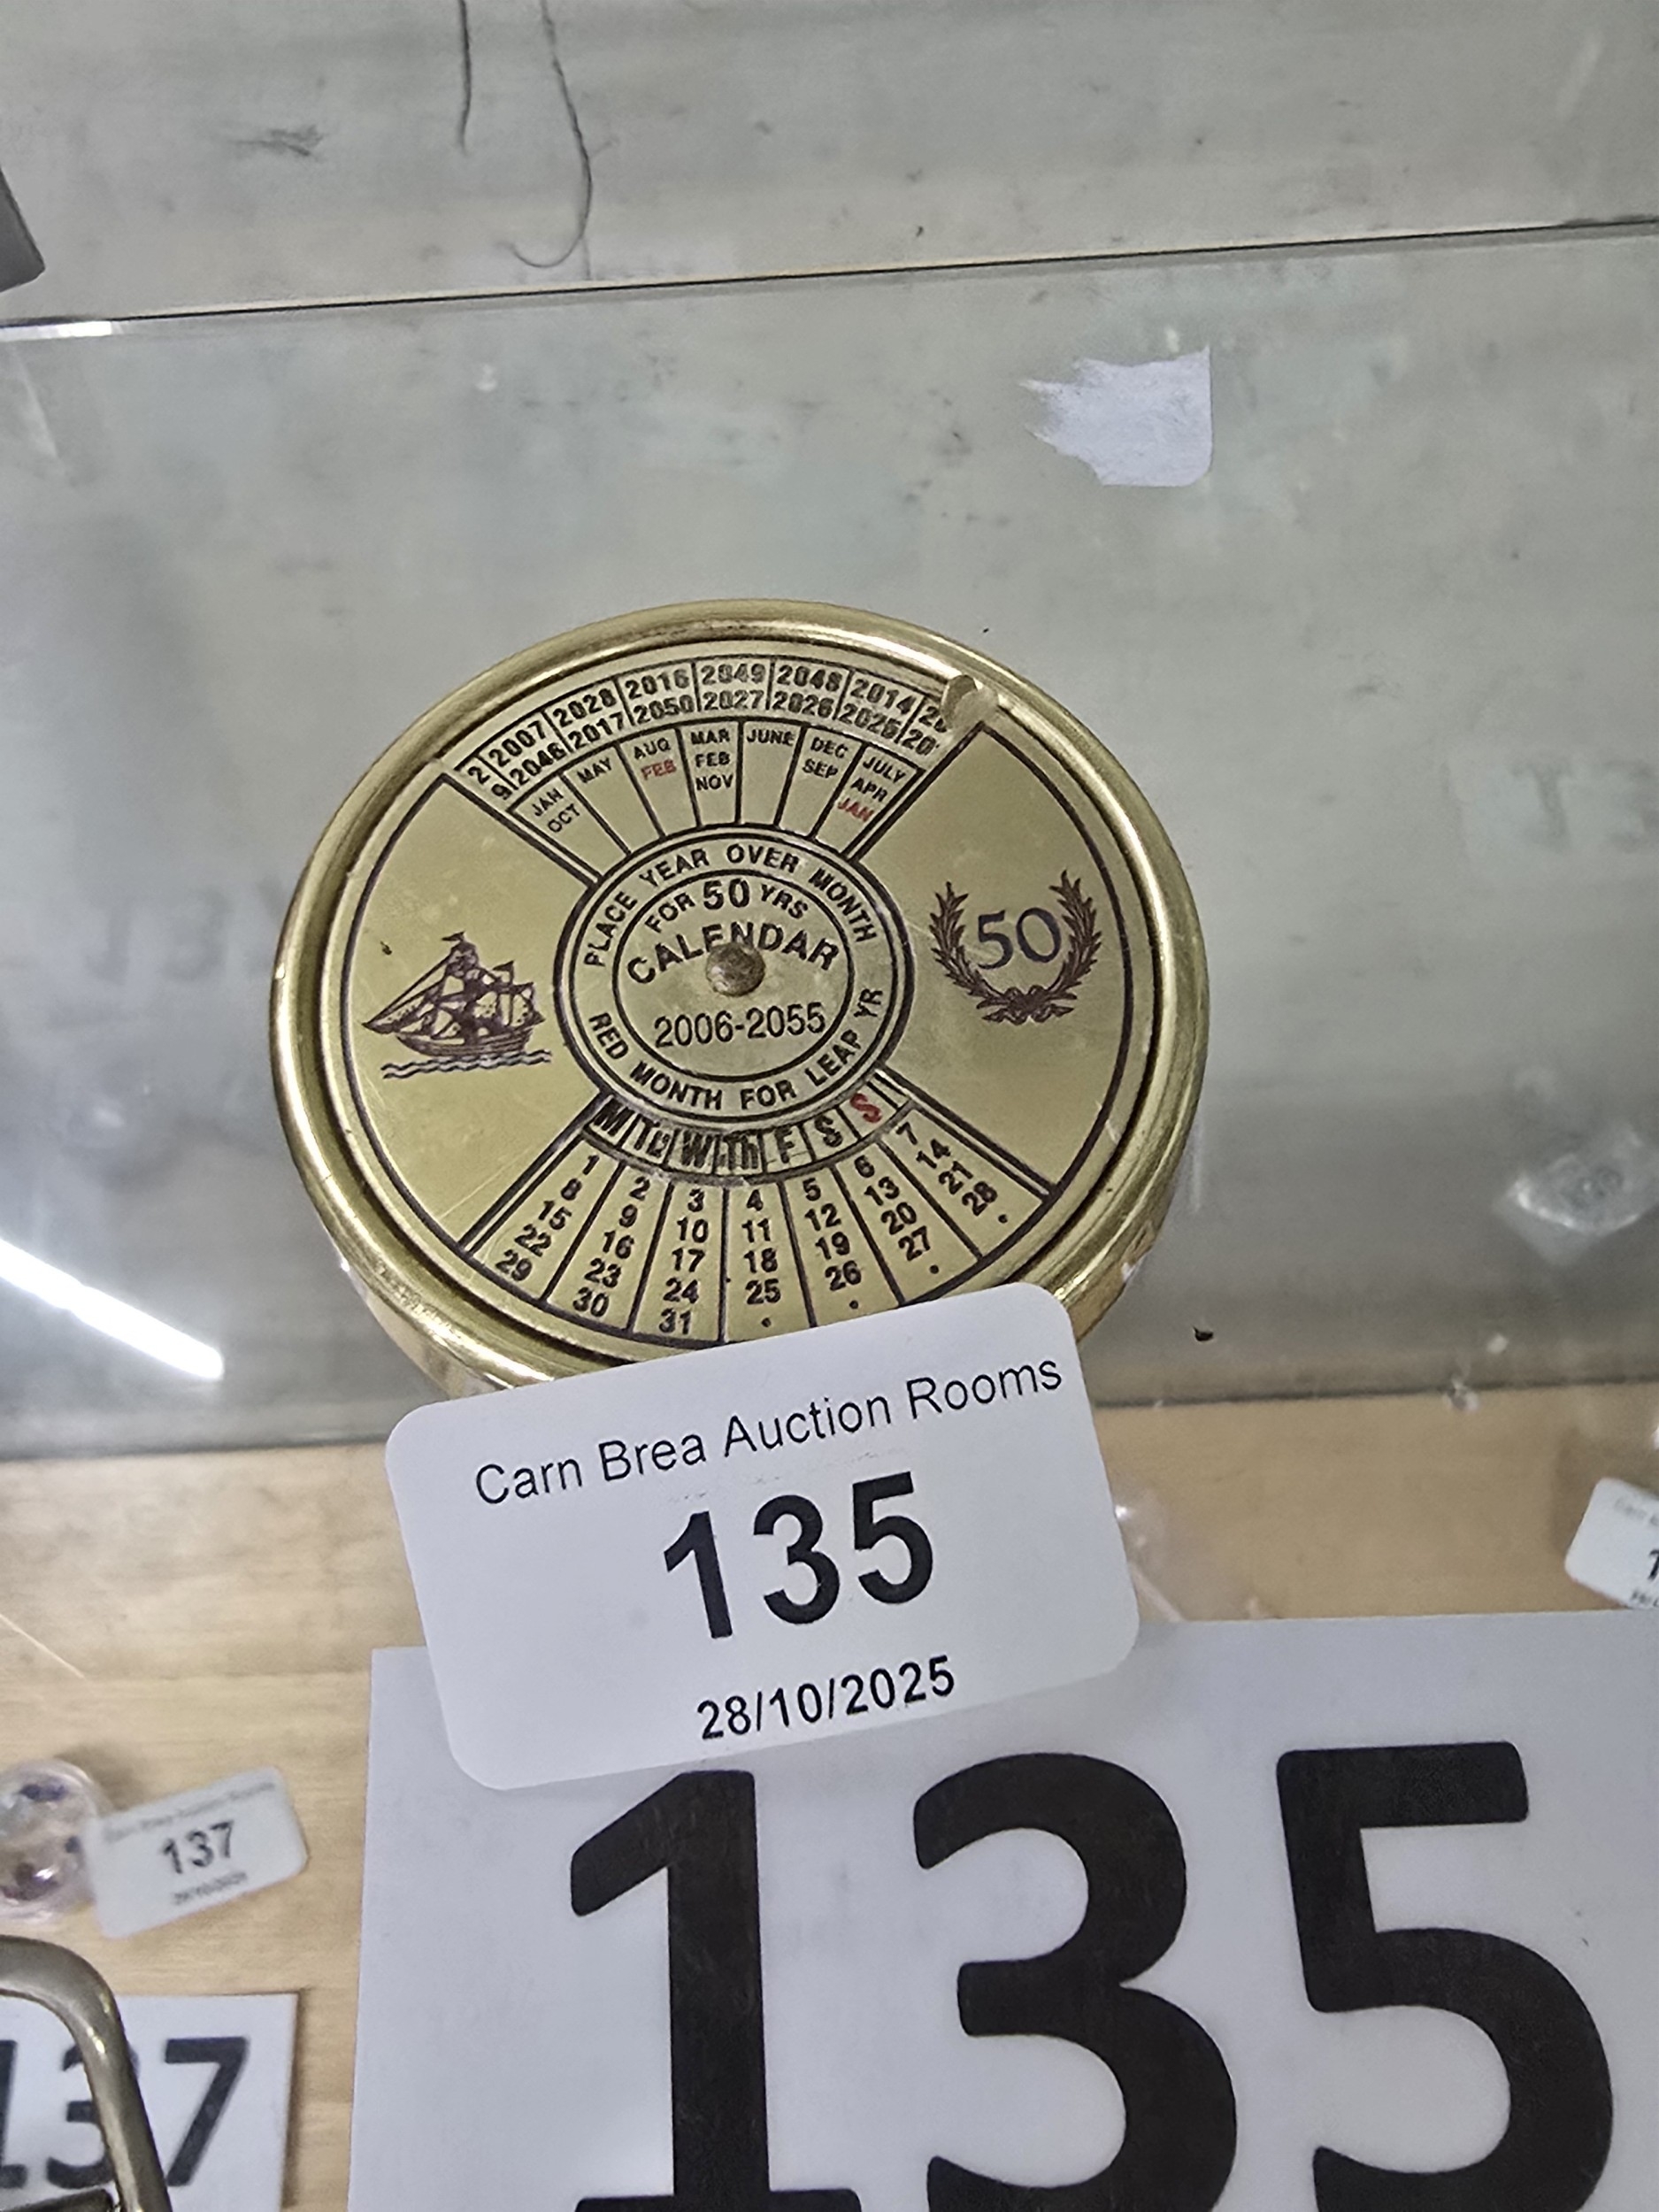 2007 2028 2016 2049 2048 2014
2046 2017 2050 2027 2026 2025
JAN OCT
MAY
AUG FEB
MAR FEB NOV
JUNE
DEC SEP
JULY APR JAN
PLACE YEAR OVER MONTH
FOR 50 YRS
CALENDAR
2006-2055
RED MONTH FOR LEAP YR
50
M Tu W Th F S S
1 2 3 4 5 6 7
8 9 10 11 12 13 14
15 16 17 18 19 20 21
22 23 24 25 26 27 28
29 30 31
Carn Brea Auction Rooms
135
28/10/2025
135
137
137